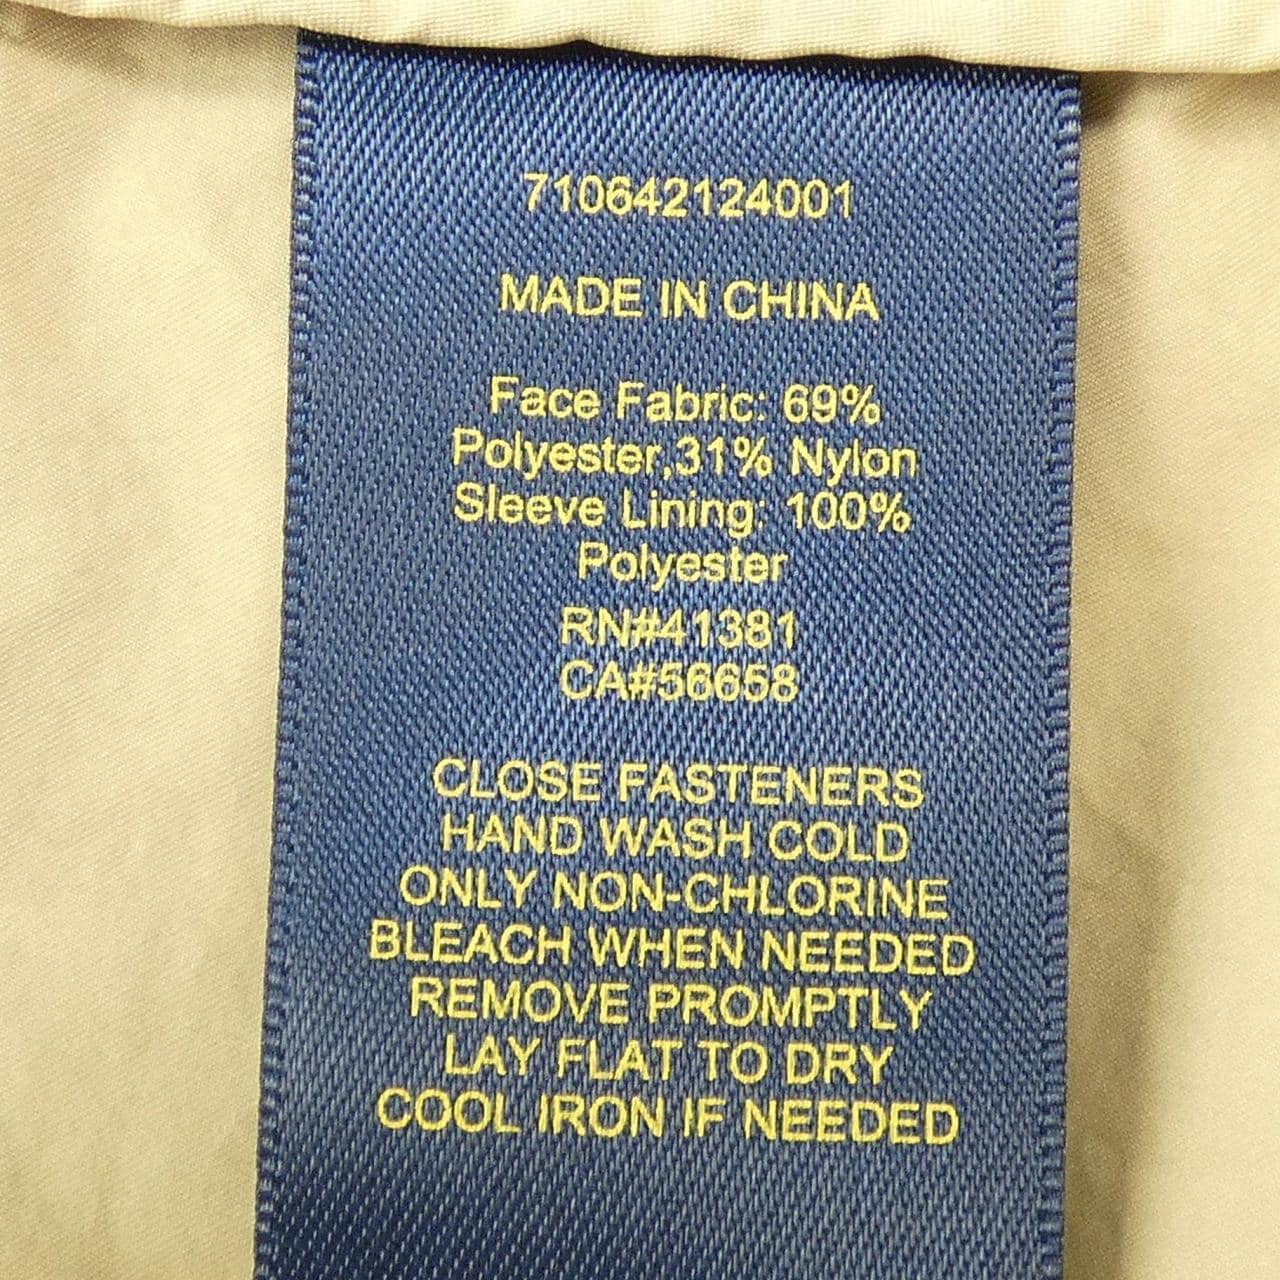 710642124001
MADE IN CHINA
Face Fabric: 69%
Polyester,31% Nylon
Sleeve Lining: 100%
Polyester
RN#41381
CA#56658
CLOSE FASTENERS
HAND WASH COLD
ONLY NON-CHLORINE
BLEACH WHEN NEEDED
REMOVE PROMPTLY
LAY FLAT TO DRY
COOL IRON IF NEEDED